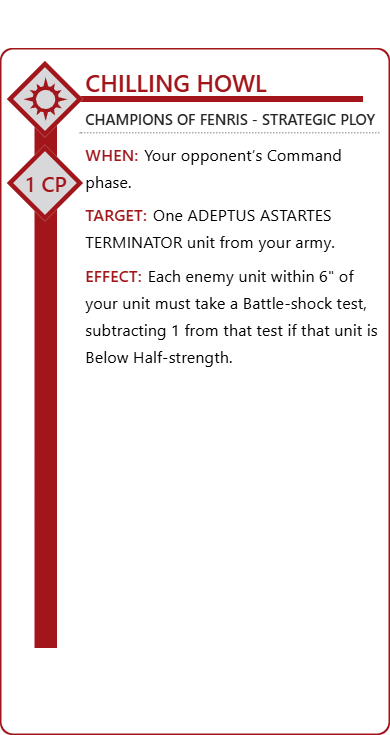 CHILLING HOWL
CHAMPIONS OF FENRIS - STRATEGIC PLOY
1 CP
WHEN: Your opponent’s Command
phase.
TARGET: One ADEPTUS ASTARTES
TERMINATOR unit from your army.
EFFECT: Each enemy unit within 6" of
your unit must take a Battle-shock test,
subtracting 1 from that test if that unit is
Below Half-strength.